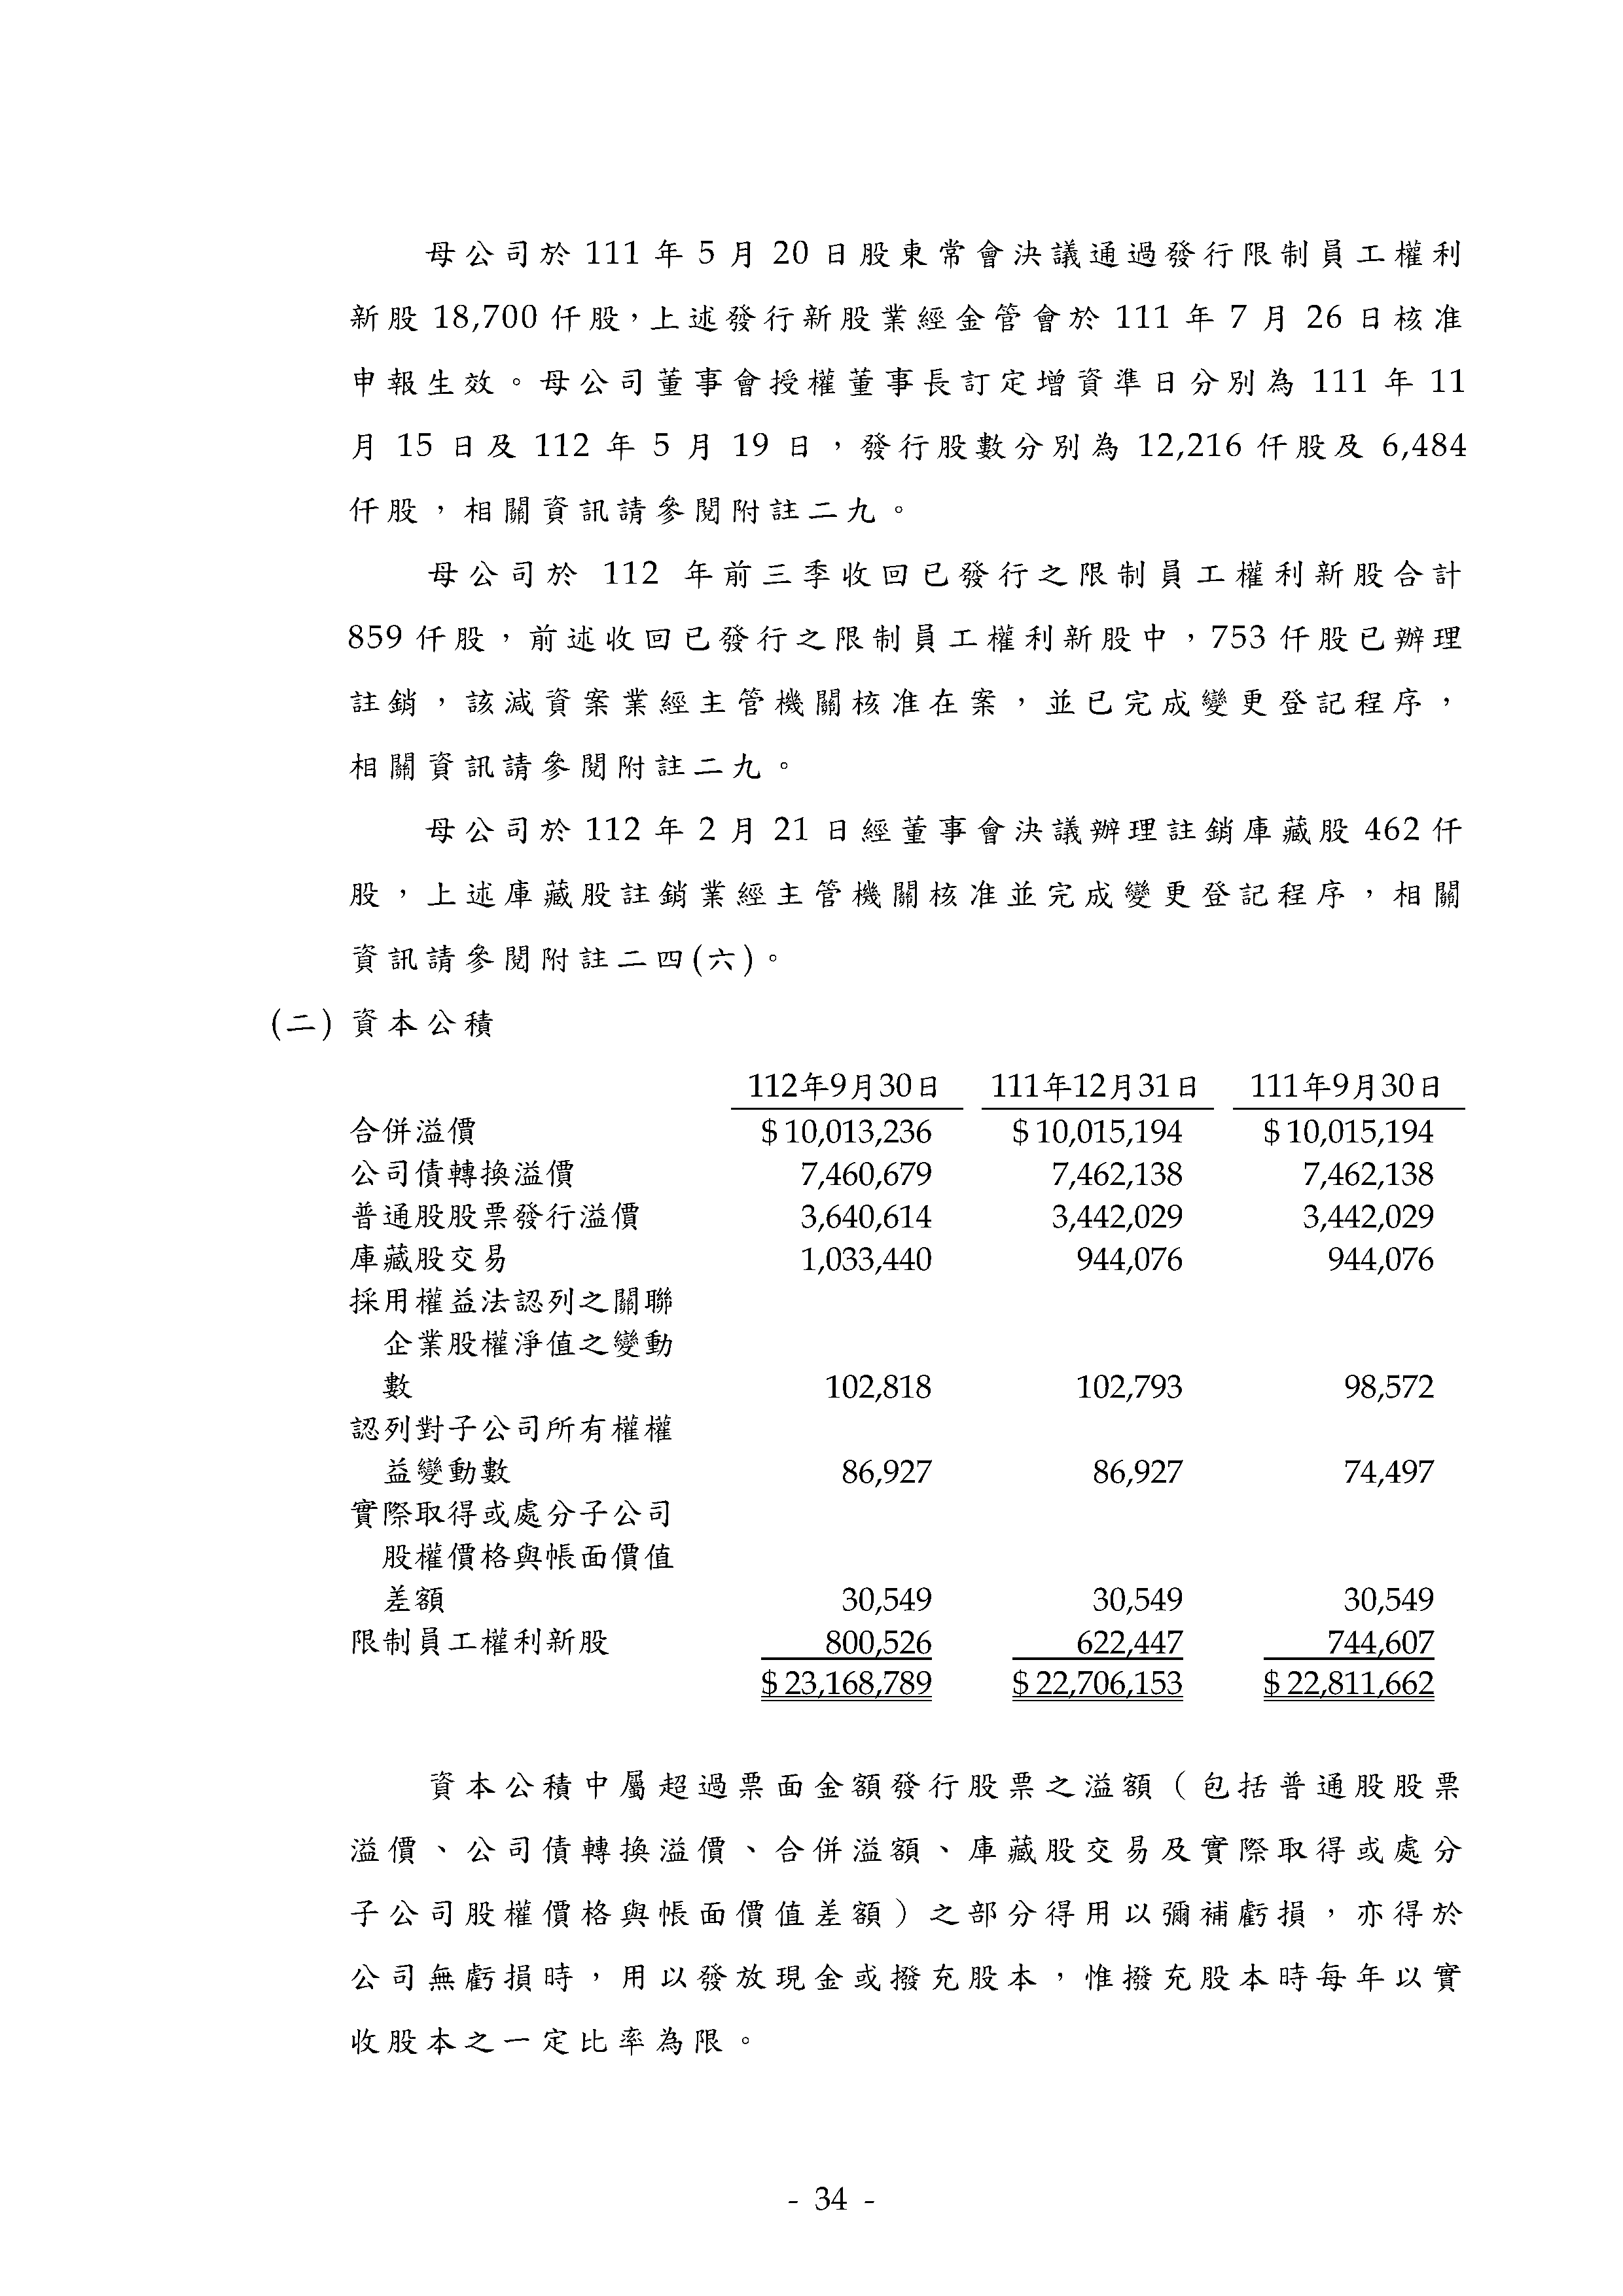 母公司於 111 年 5 月 20 日股東常會決議通過發行限制員工權利
新股 18,700 仟股，上述發行新股業經金管會於 111 年 7 月 26 日核准
申報生效。母公司董事會授權董事長訂定增資準日分別為 111 年 11
月 15 日及 112 年 5 月 19 日，發行股數分別為 12,216 仟股及 6,484
仟股，相關資訊請參閱附註二九。
母公司於 112 年前三季收回已發行之限制員工權利新股合計
859 仟股，前述收回已發行之限制員工權利新股中，753 仟股已辦理
註銷，該減資案業經主管機關核准在案，並已完成變更登記程序，
相關資訊請參閱附註二九。
母公司於 112 年 2 月 21 日經董事會決議辦理註銷庫藏股 462 仟
股，上述庫藏股註銷業經主管機關核准並完成變更登記程序，相關
資訊請參閱附註二四(六)。
(二) 資本公積
112年9月30日 111年12月31日 111年9月30日
合併溢價 $ 10,013,236 $ 10,015,194 $ 10,015,194
公司債轉換溢價 7,460,679 7,462,138 7,462,138
普通股股票發行溢價 3,640,614 3,442,029 3,442,029
庫藏股交易 1,033,440 944,076 944,076
採用權益法認列之關聯
企業股權淨值之變動
數 102,818 102,793 98,572
認列對子公司所有權權
益變動數 86,927 86,927 74,497
實際取得或處分子公司
股權價格與帳面價值
差額 30,549 30,549 30,549
限制員工權利新股 800,526 622,447 744,607
$ 23,168,789 $ 22,706,153 $ 22,811,662
資本公積中屬超過票面金額發行股票之溢額（包括普通股股票
溢價、公司債轉換溢價、合併溢額、庫藏股交易及實際取得或處分
子公司股權價格與帳面價值差額）之部分得用以彌補虧損，亦得於
公司無虧損時，用以發放現金或撥充股本，惟撥充股本時每年以實
收股本之一定比率為限。
- 34 -